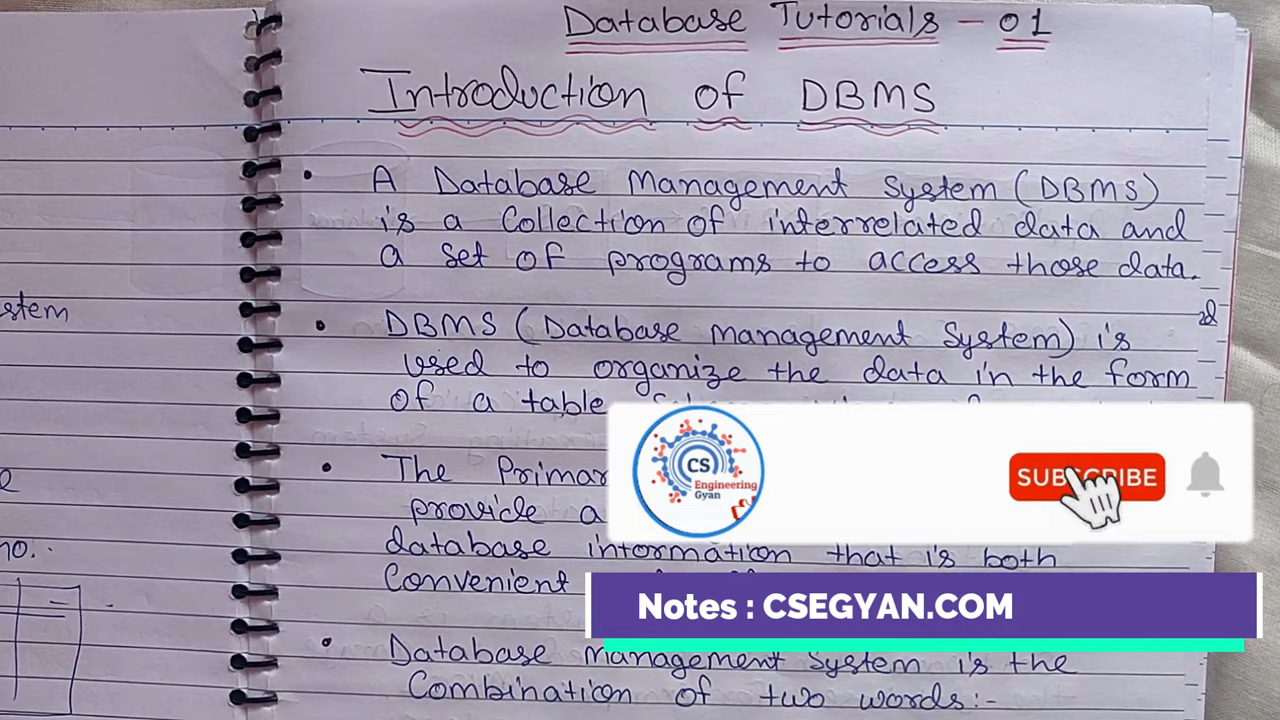 Database Tutorials - 01
Introduction of DBMS
• A Database Management System (DBMS)
is a Collection of interrelated data and
a set of programs to access those data.
stem
• DBMS (Database Management System) is
used to organize the data in the form
of a table
• The Primar
provide a
database information that is both
Convenient
no.
• Database Management System is the
Combination of two words:-
CS
Engineering
Gyan
SUBSCRIBE
Notes : CSEGYAN.COM